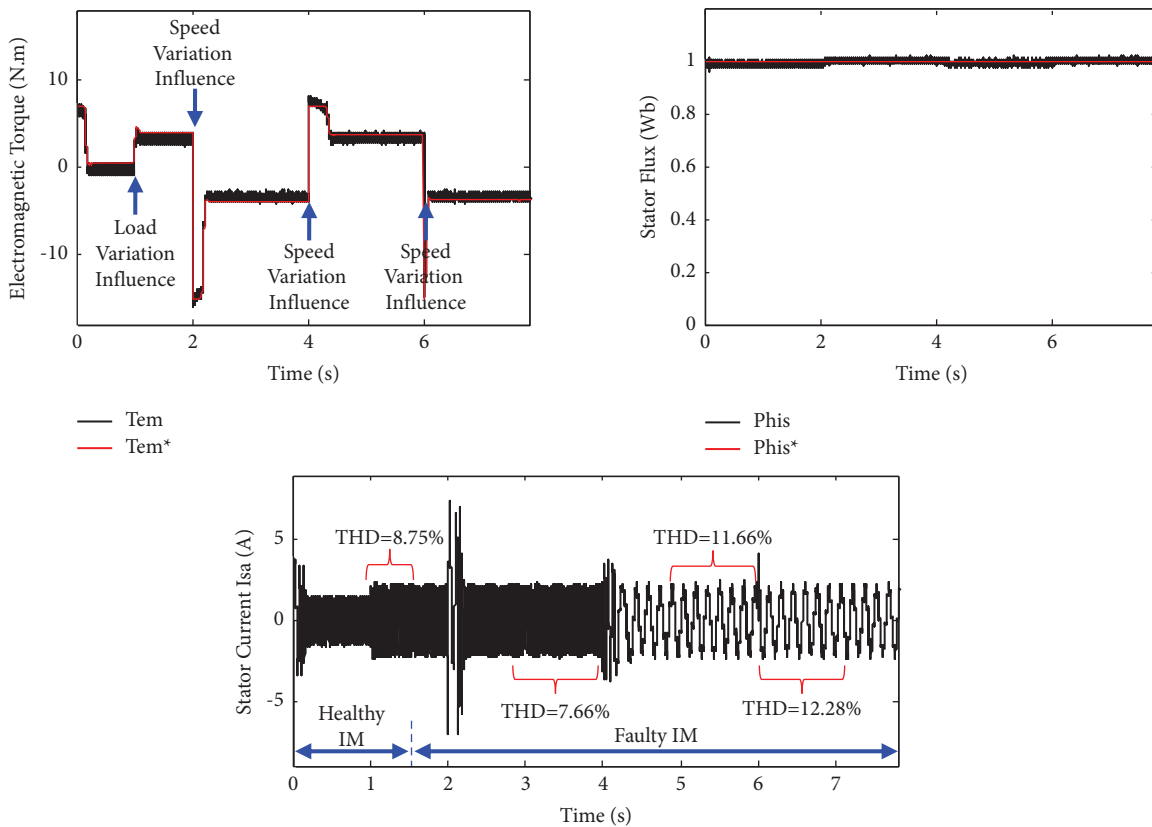 Electromagnetic Torque (N.m)
10
0
-10
Speed
Variation
Influence
Load
Variation
Influence
Speed
Variation
Influence
Speed
Variation
Influence
0
2
4
6
Time (s)
Tem
Tem*
Stator Flux (Wb)
1
0.8
0.6
0.4
0.2
0
0
2
4
6
Time (s)
Phis
Phis*
Stator Current Isa (A)
5
0
-5
THD=8.75%
THD=11.66%
THD=7.66%
THD=12.28%
Healthy
IM
Faulty IM
0
1
2
3
4
5
6
7
Time (s)